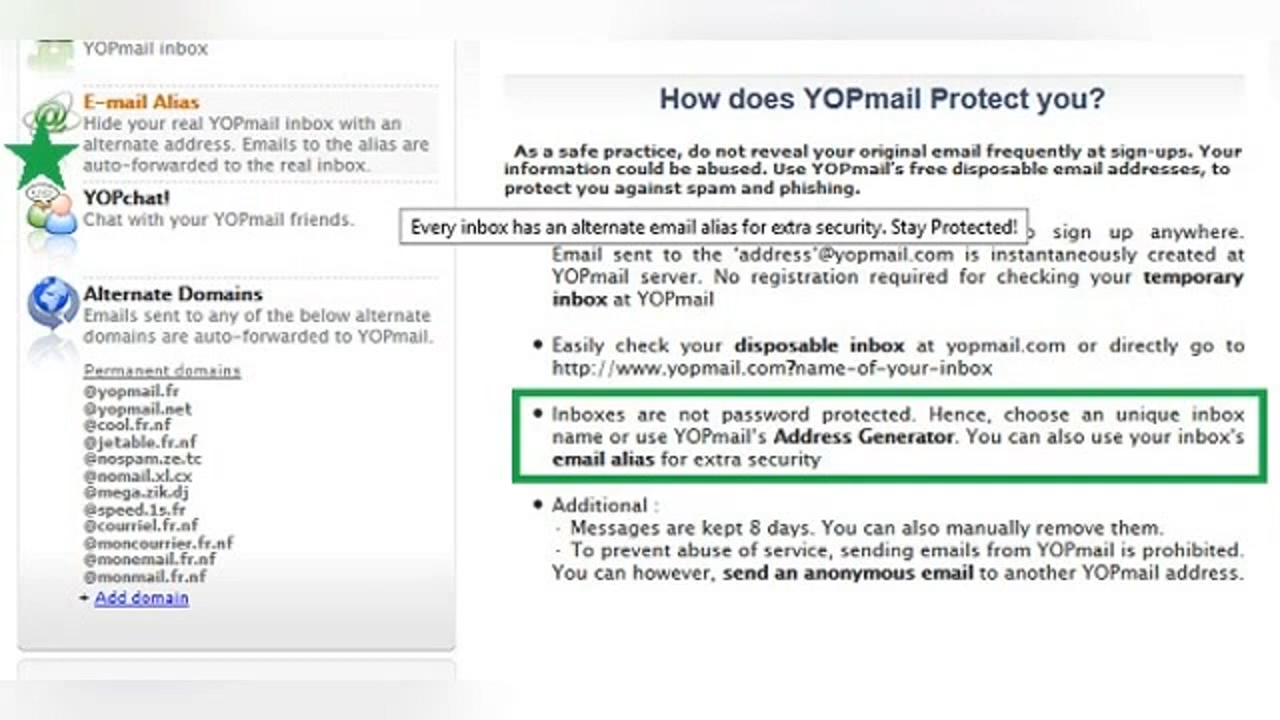 YOPmail inbox
E-mail Alias
Hide your real YOPmail inbox with an
alternate address. Emails to the alias are
auto-forwarded to the real inbox.
YOPchat!
Chat with your YOPmail friends.
Alternate Domains
Emails sent to any of the below alternate
domains are auto-forwarded to YOPmail.
Permanent domains
@yopmail.fr
@yopmail.net
@cool.fr.nf
@jetable.fr.nf
@nospam.ze.tc
@nomail.xl.cx
@mega.zik.dj
@speed.1s.fr
@courriel.fr.nf
@moncourrier.fr.nf
@monemail.fr.nf
@monmail.fr.nf
+ Add domain
How does YOPmail Protect you?
As a safe practice, do not reveal your original email frequently at sign-ups. Your
information could be abused. Use YOPmail's free disposable email addresses, to
protect you against spam and phishing.
Every inbox has an alternate email alias for extra security. Stay Protected!
sign up anywhere.
Email sent to the 'address'@yopmail.com is instantaneously created at
YOPmail server. No registration required for checking your temporary
inbox at YOPmail
• Easily check your disposable inbox at yopmail.com or directly go to
http://www.yopmail.com?name-of-your-inbox
• Inboxes are not password protected. Hence, choose an unique inbox
name or use YOPmail's Address Generator. You can also use your inbox's
email alias for extra security
• Additional :
- Messages are kept 8 days. You can also manually remove them.
- To prevent abuse of service, sending emails from YOPmail is prohibited.
You can however, send an anonymous email to another YOPmail address.